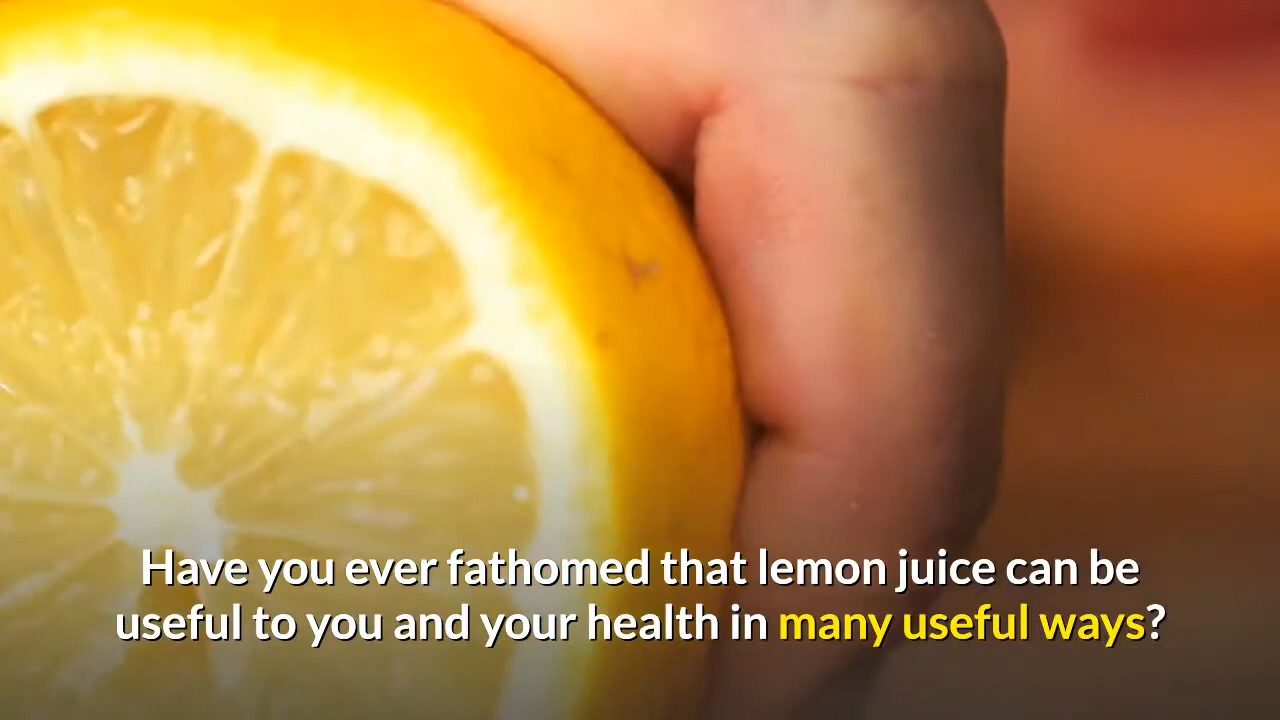 Have you ever fathomed that lemon juice can be
useful to you and your health in many useful ways?